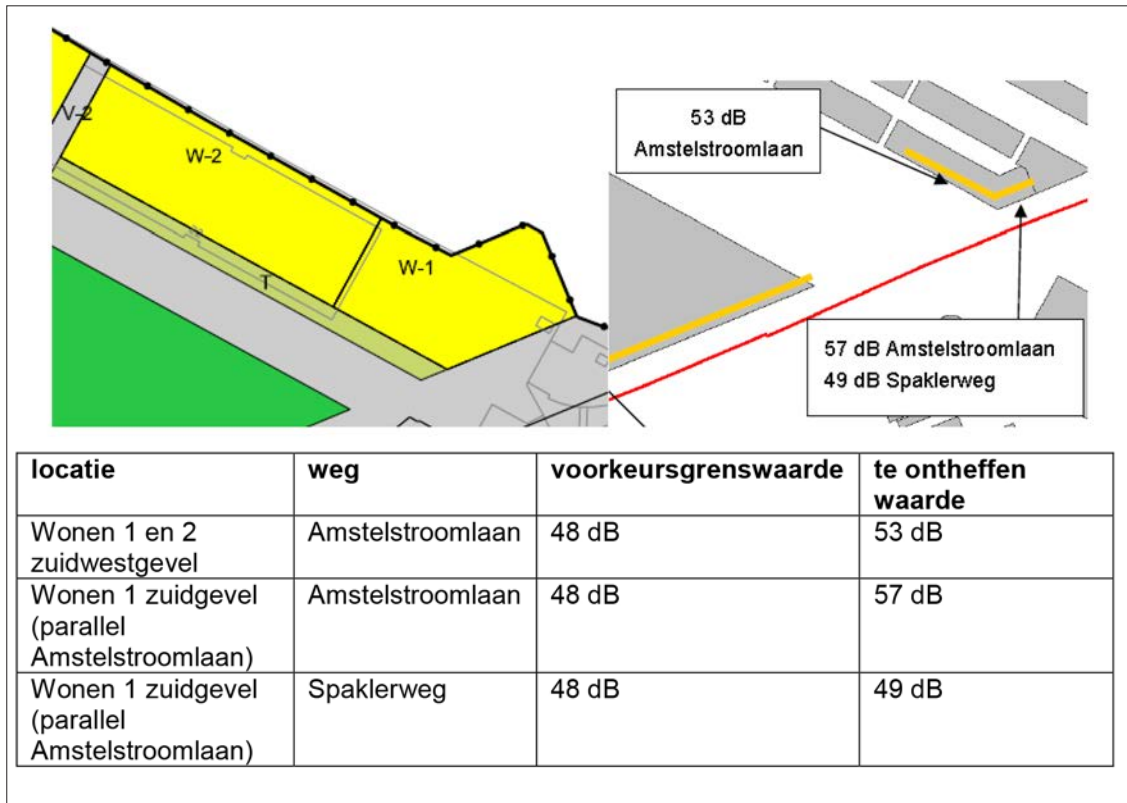 V-2
W-2
W-1
T
53 dB
Amstelstroomlaan
57 dB Amstelstroomlaan
49 dB Spaklerweg
locatie weg voorkeursgrenswaarde te ontheffen
waarde
Wonen 1 en 2 Amstelstroomlaan 48 dB 53 dB
zuidwestgevel
Wonen 1 zuidgevel Amstelstroomlaan 48 dB 57 dB
(parallel
Amstelstroomlaan)
Wonen 1 zuidgevel Spaklerweg 48 dB 49 dB
(parallel
Amstelstroomlaan)